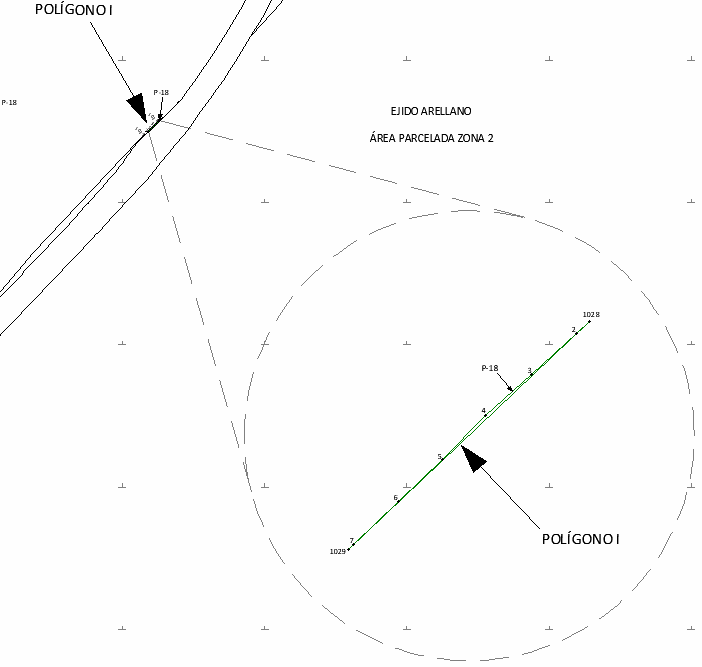 POLÍGONO I
P-18
P-18
EJIDO ARELLANO
ÁREA PARCELADA ZONA 2
1028
2
3
P-18
4
5
6
POLÍGONO I
7
1029